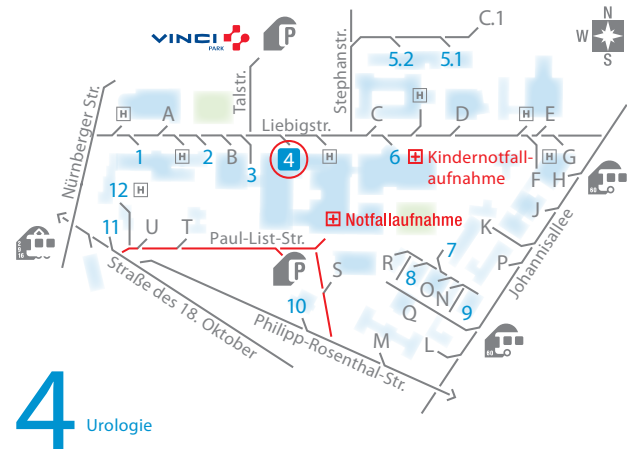 C.1
N
W
S
VINCI
PARK
P
5.2
5.1
Stephanstr.
Talstr.
Nürnberger Str.
H
A
Liebigstr.
C
H
D
H
E
1
H
2
B
3
4
H
6
Kindernotfall-
aufnahme
F
H
G
H
12
H
J
Notfallaufnahme
11
U
T
Paul-List-Str.
K
7
Johannisallee
P
S
R
8
O
N
9
P
10
Q
Straße des 18. Oktober
Philipp-Rosenthal-Str.
M
L
4
Urologie